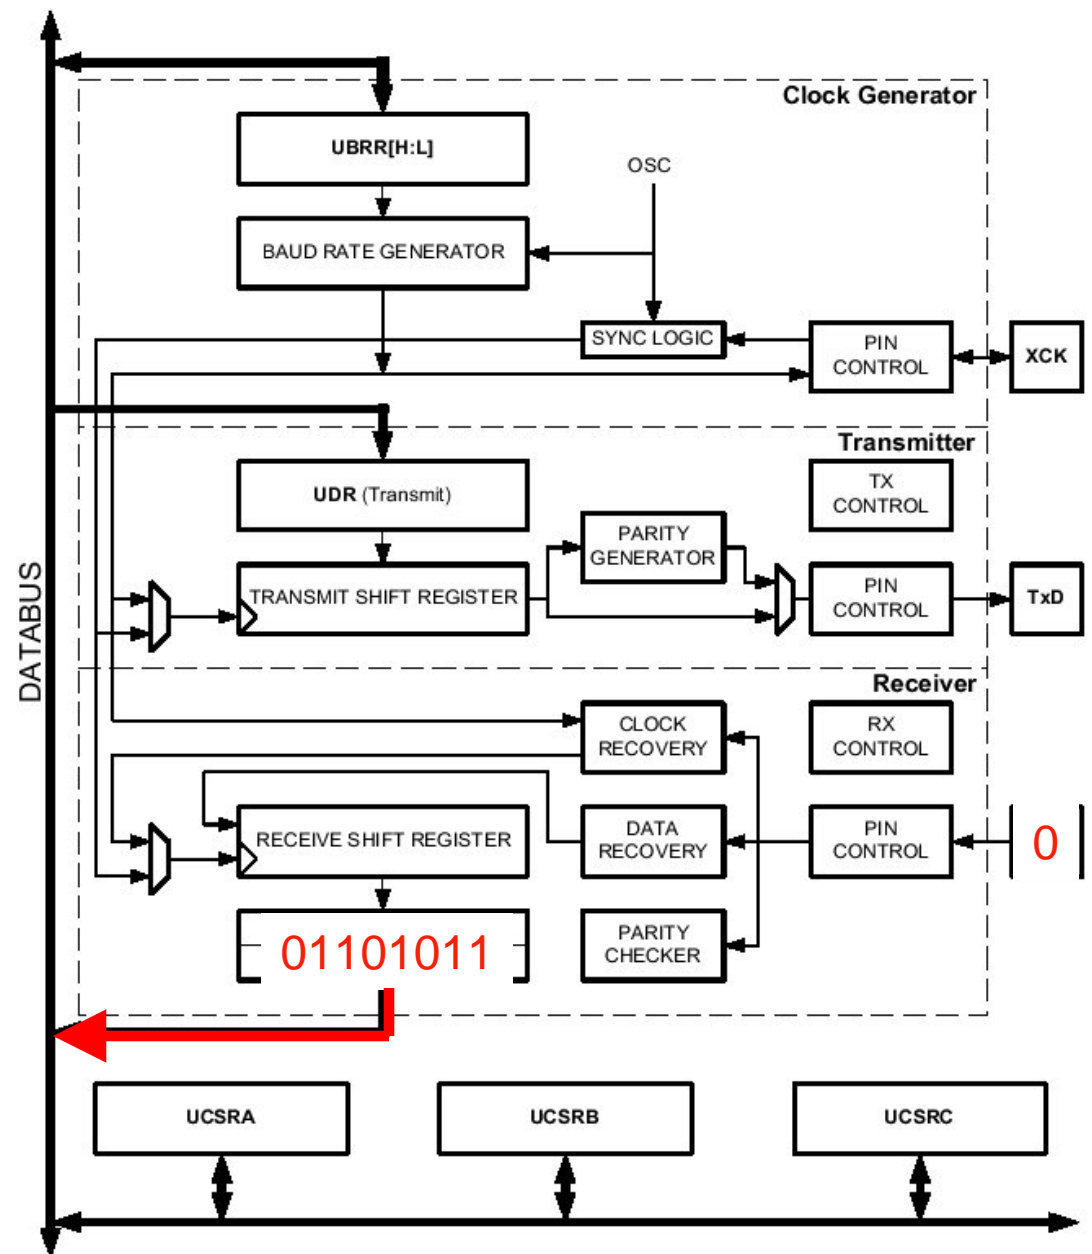 Clock Generator
UBRR[H:L]
OSC
BAUD RATE GENERATOR
SYNC LOGIC
PIN
CONTROL
XCK
Transmitter
UDR (Transmit)
TX
CONTROL
PARITY
GENERATOR
TRANSMIT SHIFT REGISTER
PIN
CONTROL
TxD
DATABUS
Receiver
CLOCK
RECOVERY
RX
CONTROL
RECEIVE SHIFT REGISTER
DATA
RECOVERY
PIN
CONTROL
0
01101011
PARITY
CHECKER
UCSRA
UCSRB
UCSRC